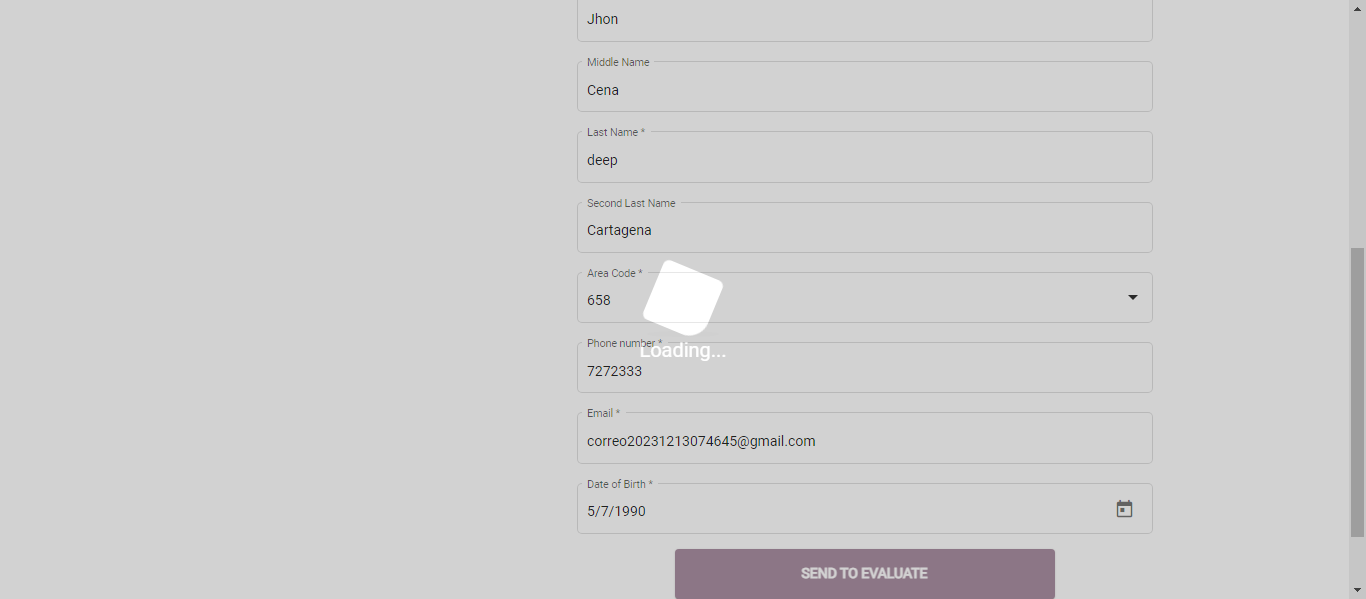 Jhon
Middle Name
Cena
Last Name *
deep
Second Last Name
Cartagena
Area Code *
658
Phone number *
Loading...
7272333
Email *
correo20231213074645@gmail.com
Date of Birth *
5/7/1990
SEND TO EVALUATE